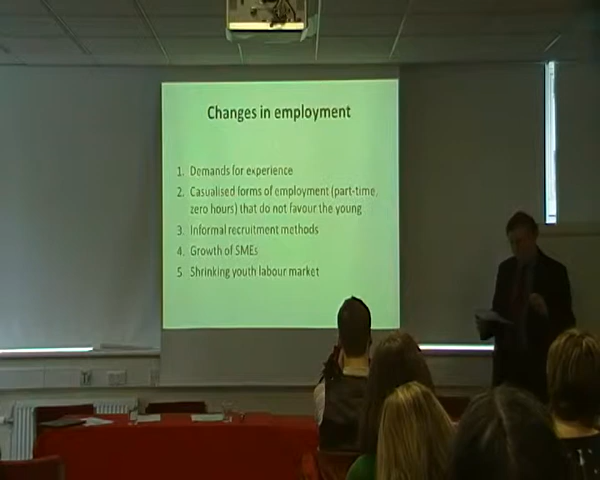 Changes in employment
1. Demands for experience
2. Casualised forms of employment (part-time,
zero hours) that do not favour the young
3. Informal recruitment methods
4. Growth of SMEs
5 Shrinking youth labour market